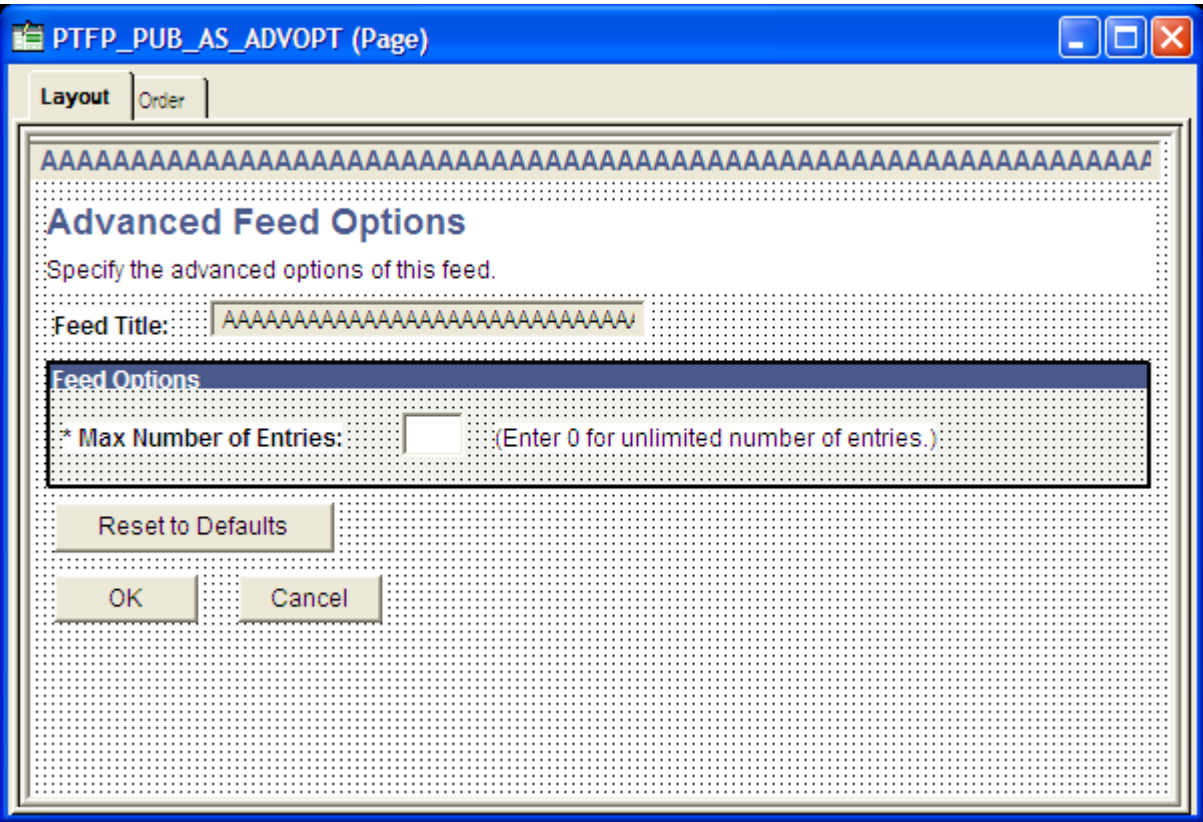 PTFP_PUB_AS_ADVOPT (Page)
Layout Order
AAAAAAAAAAAAAAAAAAAAAAAAAAAAAAAAAAAAAAAAAAAAAAAAAAAAAAAAAAAAA
Advanced Feed Options
Specify the advanced options of this feed.
Feed Title: AAAAAAAAAAAAAAAAAAAAAAAAAAAAAA
Feed Options
* Max Number of Entries: (Enter 0 for unlimited number of entries.)
Reset to Defaults
OK Cancel